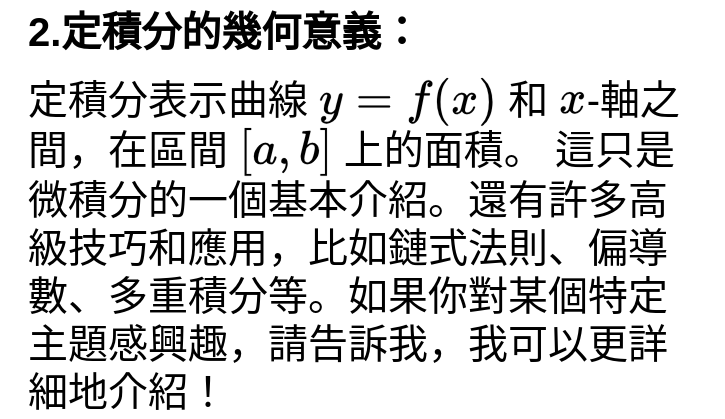 2.定積分的幾何意義：
定積分表示曲線 y = f(x) 和 x-軸之
間，在區間 [a, b] 上的面積。 這只是
微積分的一個基本介紹。還有許多高
級技巧和應用，比如鏈式法則、偏導
數、多重積分等。如果你對某個特定
主題感興趣，請告訴我，我可以更詳
細地介紹！